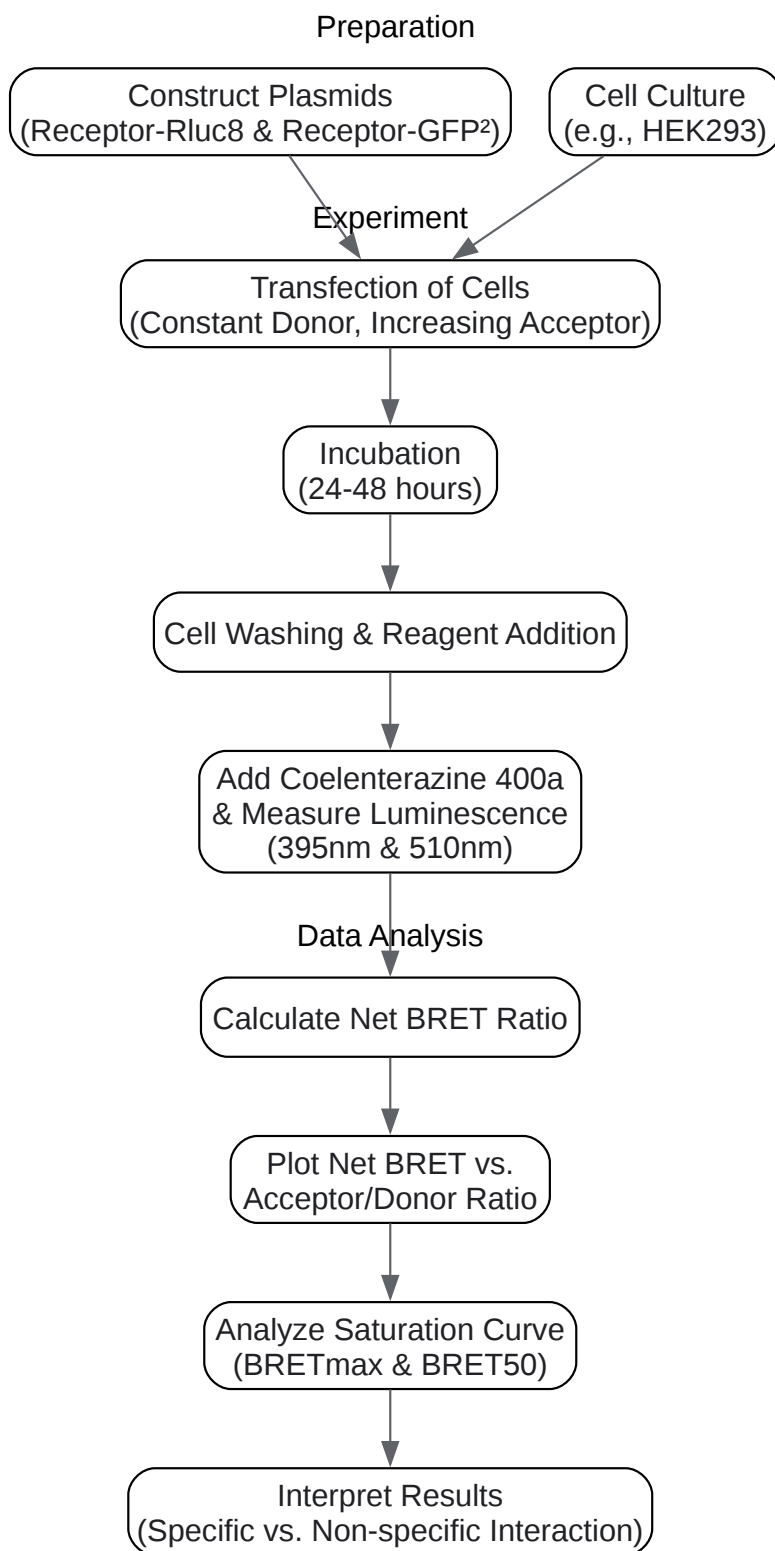 Preparation
Construct Plasmids
(Receptor-Rluc8 & Receptor-GFP²)
Cell Culture
(e.g., HEK293)
Experiment
Transfection of Cells
(Constant Donor, Increasing Acceptor)
Incubation
(24-48 hours)
Cell Washing & Reagent Addition
Add Coelenterazine 400a
& Measure Luminescence
(395nm & 510nm)
Data Analysis
Calculate Net BRET Ratio
Plot Net BRET vs.
Acceptor/Donor Ratio
Analyze Saturation Curve
(BRETmax & BRET50)
Interpret Results
(Specific vs. Non-specific Interaction)